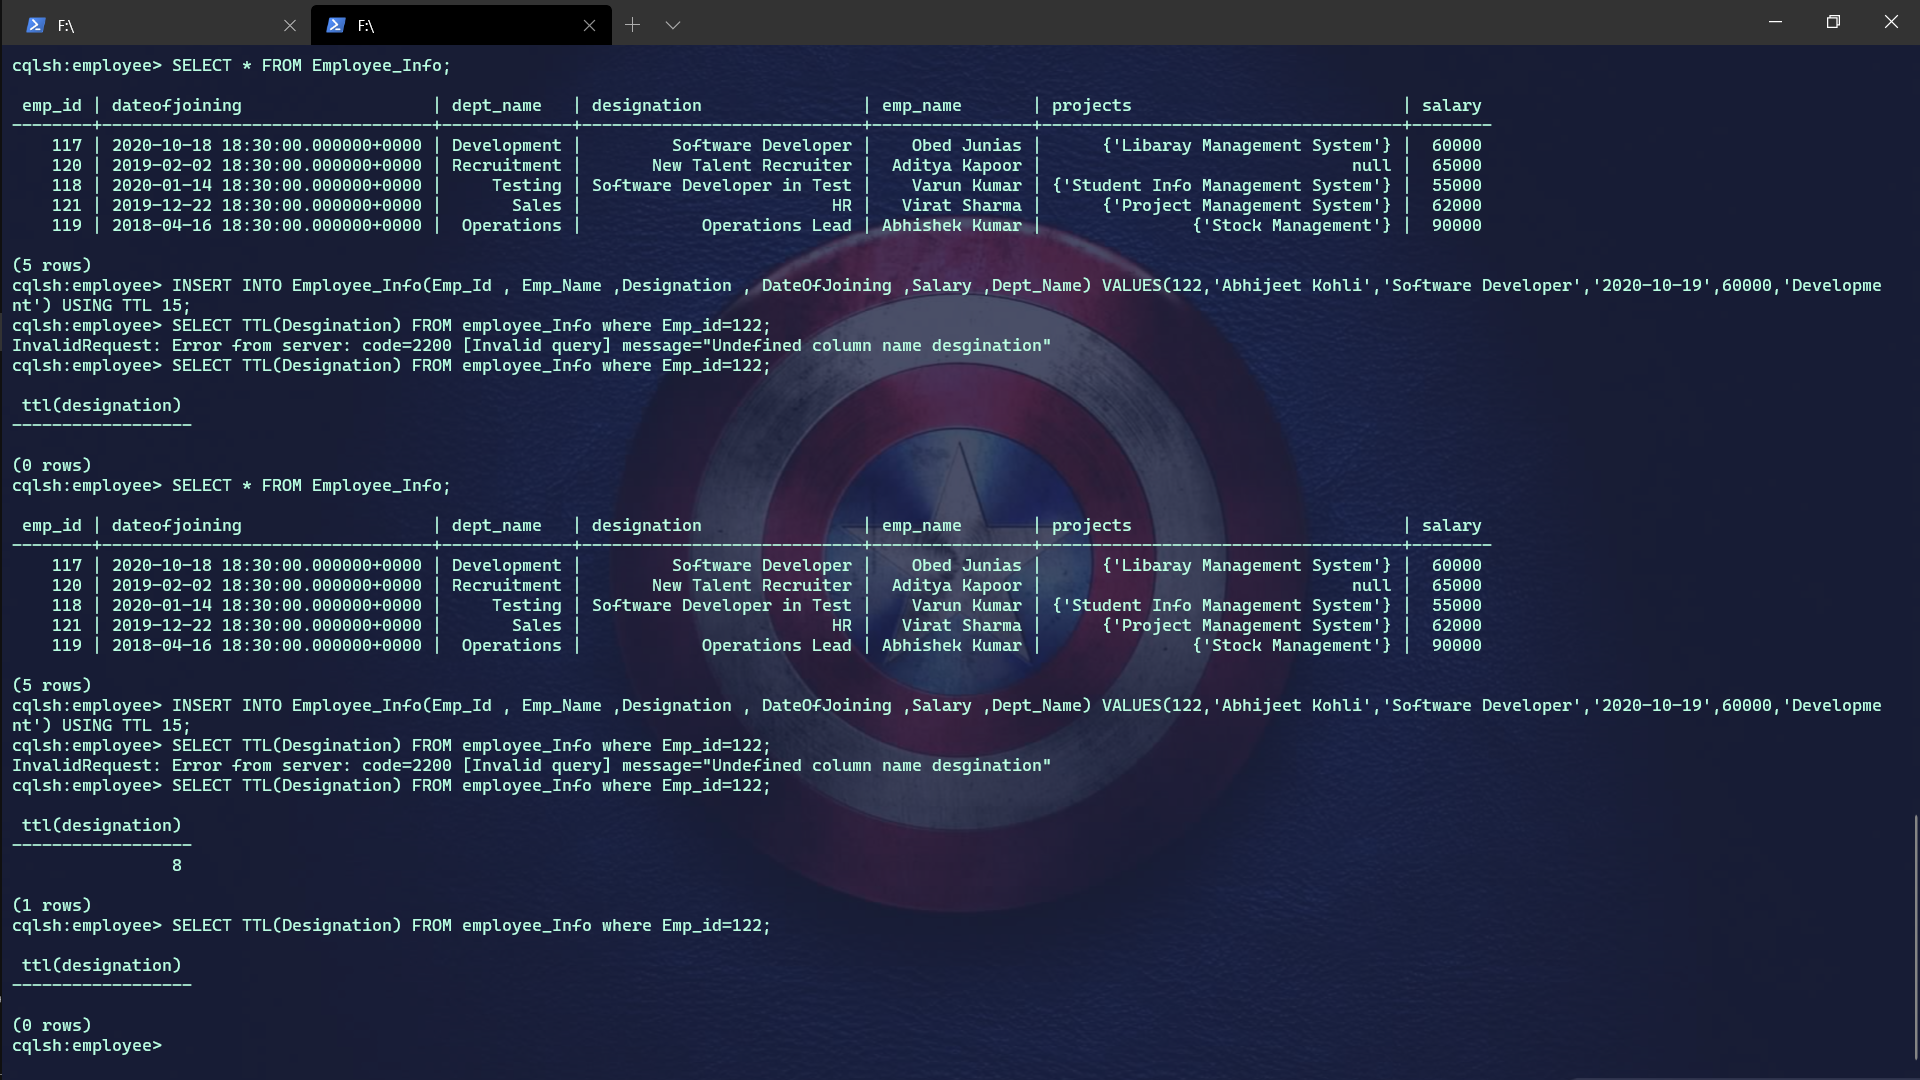 F:\
F:\
cqlsh:employee> SELECT * FROM Employee_Info;
emp_id | dateofjoining | dept_name | designation | emp_name | projects | salary
--------+---------------------------------+-------------+----------------------------+---------------+------------------------------------+--------
117 | 2020-10-18 18:30:00.000000+0000 | Development | Software Developer | Obed Junias | {'Libaray Management System'} | 60000
120 | 2019-02-02 18:30:00.000000+0000 | Recruitment | New Talent Recruiter | Aditya Kapoor | null | 65000
118 | 2020-01-14 18:30:00.000000+0000 | Testing | Software Developer in Test | Varun Kumar | {'Student Info Management System'} | 55000
121 | 2019-12-22 18:30:00.000000+0000 | Sales | HR | Virat Sharma | {'Project Management System'} | 62000
119 | 2018-04-16 18:30:00.000000+0000 | Operations | Operations Lead | Abhishek Kumar | {'Stock Management'} | 90000
(5 rows)
cqlsh:employee> INSERT INTO Employee_Info(Emp_Id , Emp_Name ,Designation , DateOfJoining ,Salary ,Dept_Name) VALUES(122,'Abhijeet Kohli','Software Developer','2020-10-19',60000,'Developme
nt') USING TTL 15;
cqlsh:employee> SELECT TTL(Desgination) FROM employee_Info where Emp_id=122;
InvalidRequest: Error from server: code=2200 [Invalid query] message="Undefined column name desgination"
cqlsh:employee> SELECT TTL(Designation) FROM employee_Info where Emp_id=122;
ttl(designation)
------------------
(0 rows)
cqlsh:employee> SELECT * FROM Employee_Info;
emp_id | dateofjoining | dept_name | designation | emp_name | projects | salary
--------+---------------------------------+-------------+----------------------------+---------------+------------------------------------+--------
117 | 2020-10-18 18:30:00.000000+0000 | Development | Software Developer | Obed Junias | {'Libaray Management System'} | 60000
120 | 2019-02-02 18:30:00.000000+0000 | Recruitment | New Talent Recruiter | Aditya Kapoor | null | 65000
118 | 2020-01-14 18:30:00.000000+0000 | Testing | Software Developer in Test | Varun Kumar | {'Student Info Management System'} | 55000
121 | 2019-12-22 18:30:00.000000+0000 | Sales | HR | Virat Sharma | {'Project Management System'} | 62000
119 | 2018-04-16 18:30:00.000000+0000 | Operations | Operations Lead | Abhishek Kumar | {'Stock Management'} | 90000
(5 rows)
cqlsh:employee> INSERT INTO Employee_Info(Emp_Id , Emp_Name ,Designation , DateOfJoining ,Salary ,Dept_Name) VALUES(122,'Abhijeet Kohli','Software Developer','2020-10-19',60000,'Developme
nt') USING TTL 15;
cqlsh:employee> SELECT TTL(Desgination) FROM employee_Info where Emp_id=122;
InvalidRequest: Error from server: code=2200 [Invalid query] message="Undefined column name desgination"
cqlsh:employee> SELECT TTL(Designation) FROM employee_Info where Emp_id=122;
ttl(designation)
------------------
8
(1 rows)
cqlsh:employee> SELECT TTL(Designation) FROM employee_Info where Emp_id=122;
ttl(designation)
------------------
(0 rows)
cqlsh:employee>